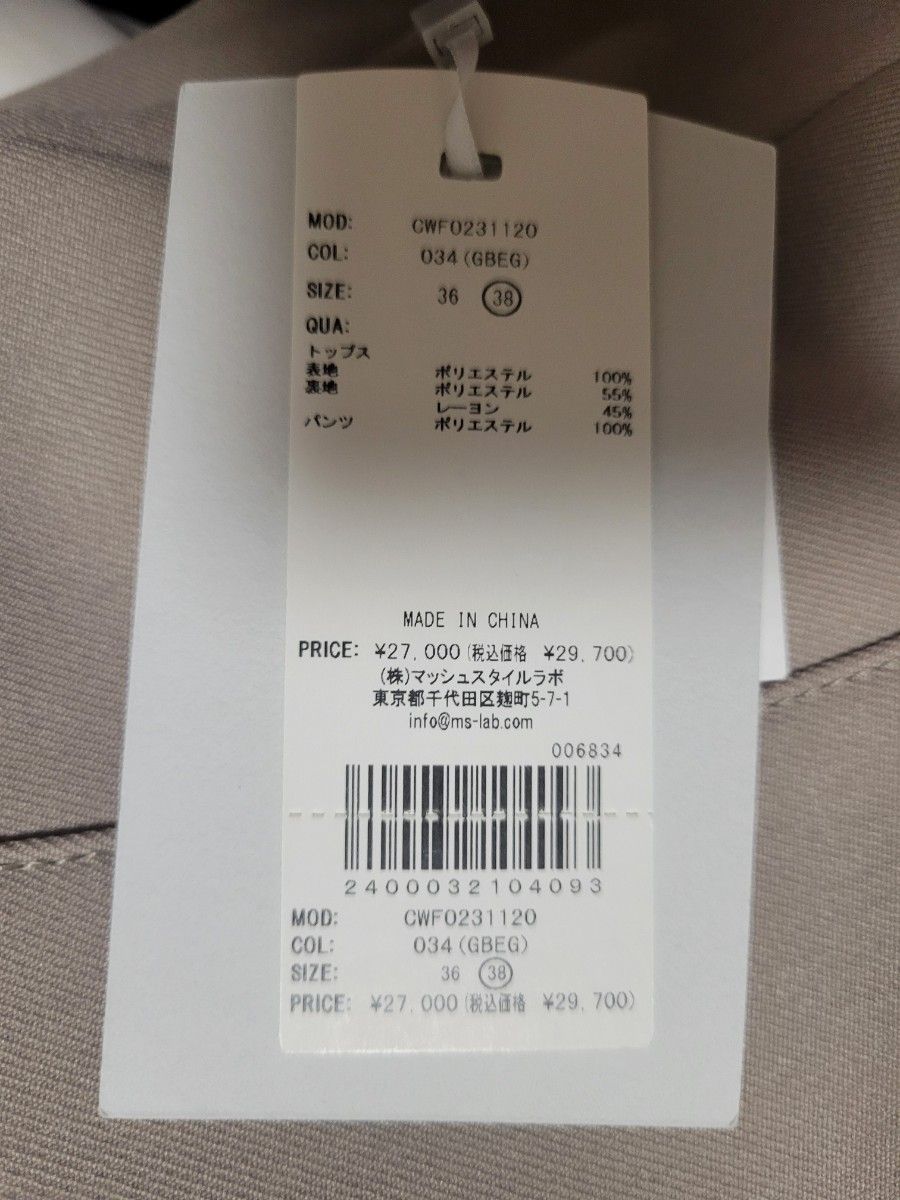 MOD: CWF0231120
COL: 034(GBEG)
SIZE: 36 38
QUA:
トップス
表地 ポリエステル 100%
裏地 ポリエステル 55%
レーヨン 45%
パンツ ポリエステル 100%
MADE IN CHINA
PRICE: ¥27,000(税込価格 ¥29,700)
(株)マッシュスタイルラボ
東京都千代田区麹町5-7-1
info@ms-lab.com
006834
2400032104093
MOD: CWF0231120
COL: 034(GBEG)
SIZE: 36 38
PRICE: ¥27,000(税込価格 ¥29,700)